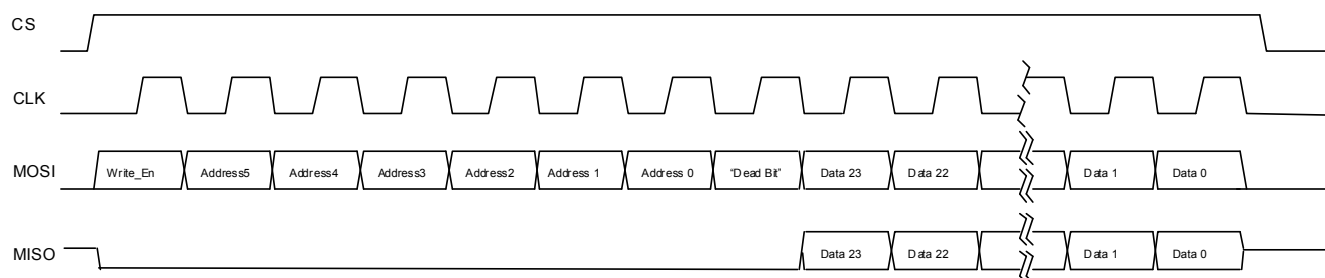 CS
CLK
MOSI Write_En Address5 Address4 Address3 Address2 Address 1 Address 0 “Dead Bit” Data 23 Data 22 Data 1 Data 0
MISO Data 23 Data 22 Data 1 Data 0